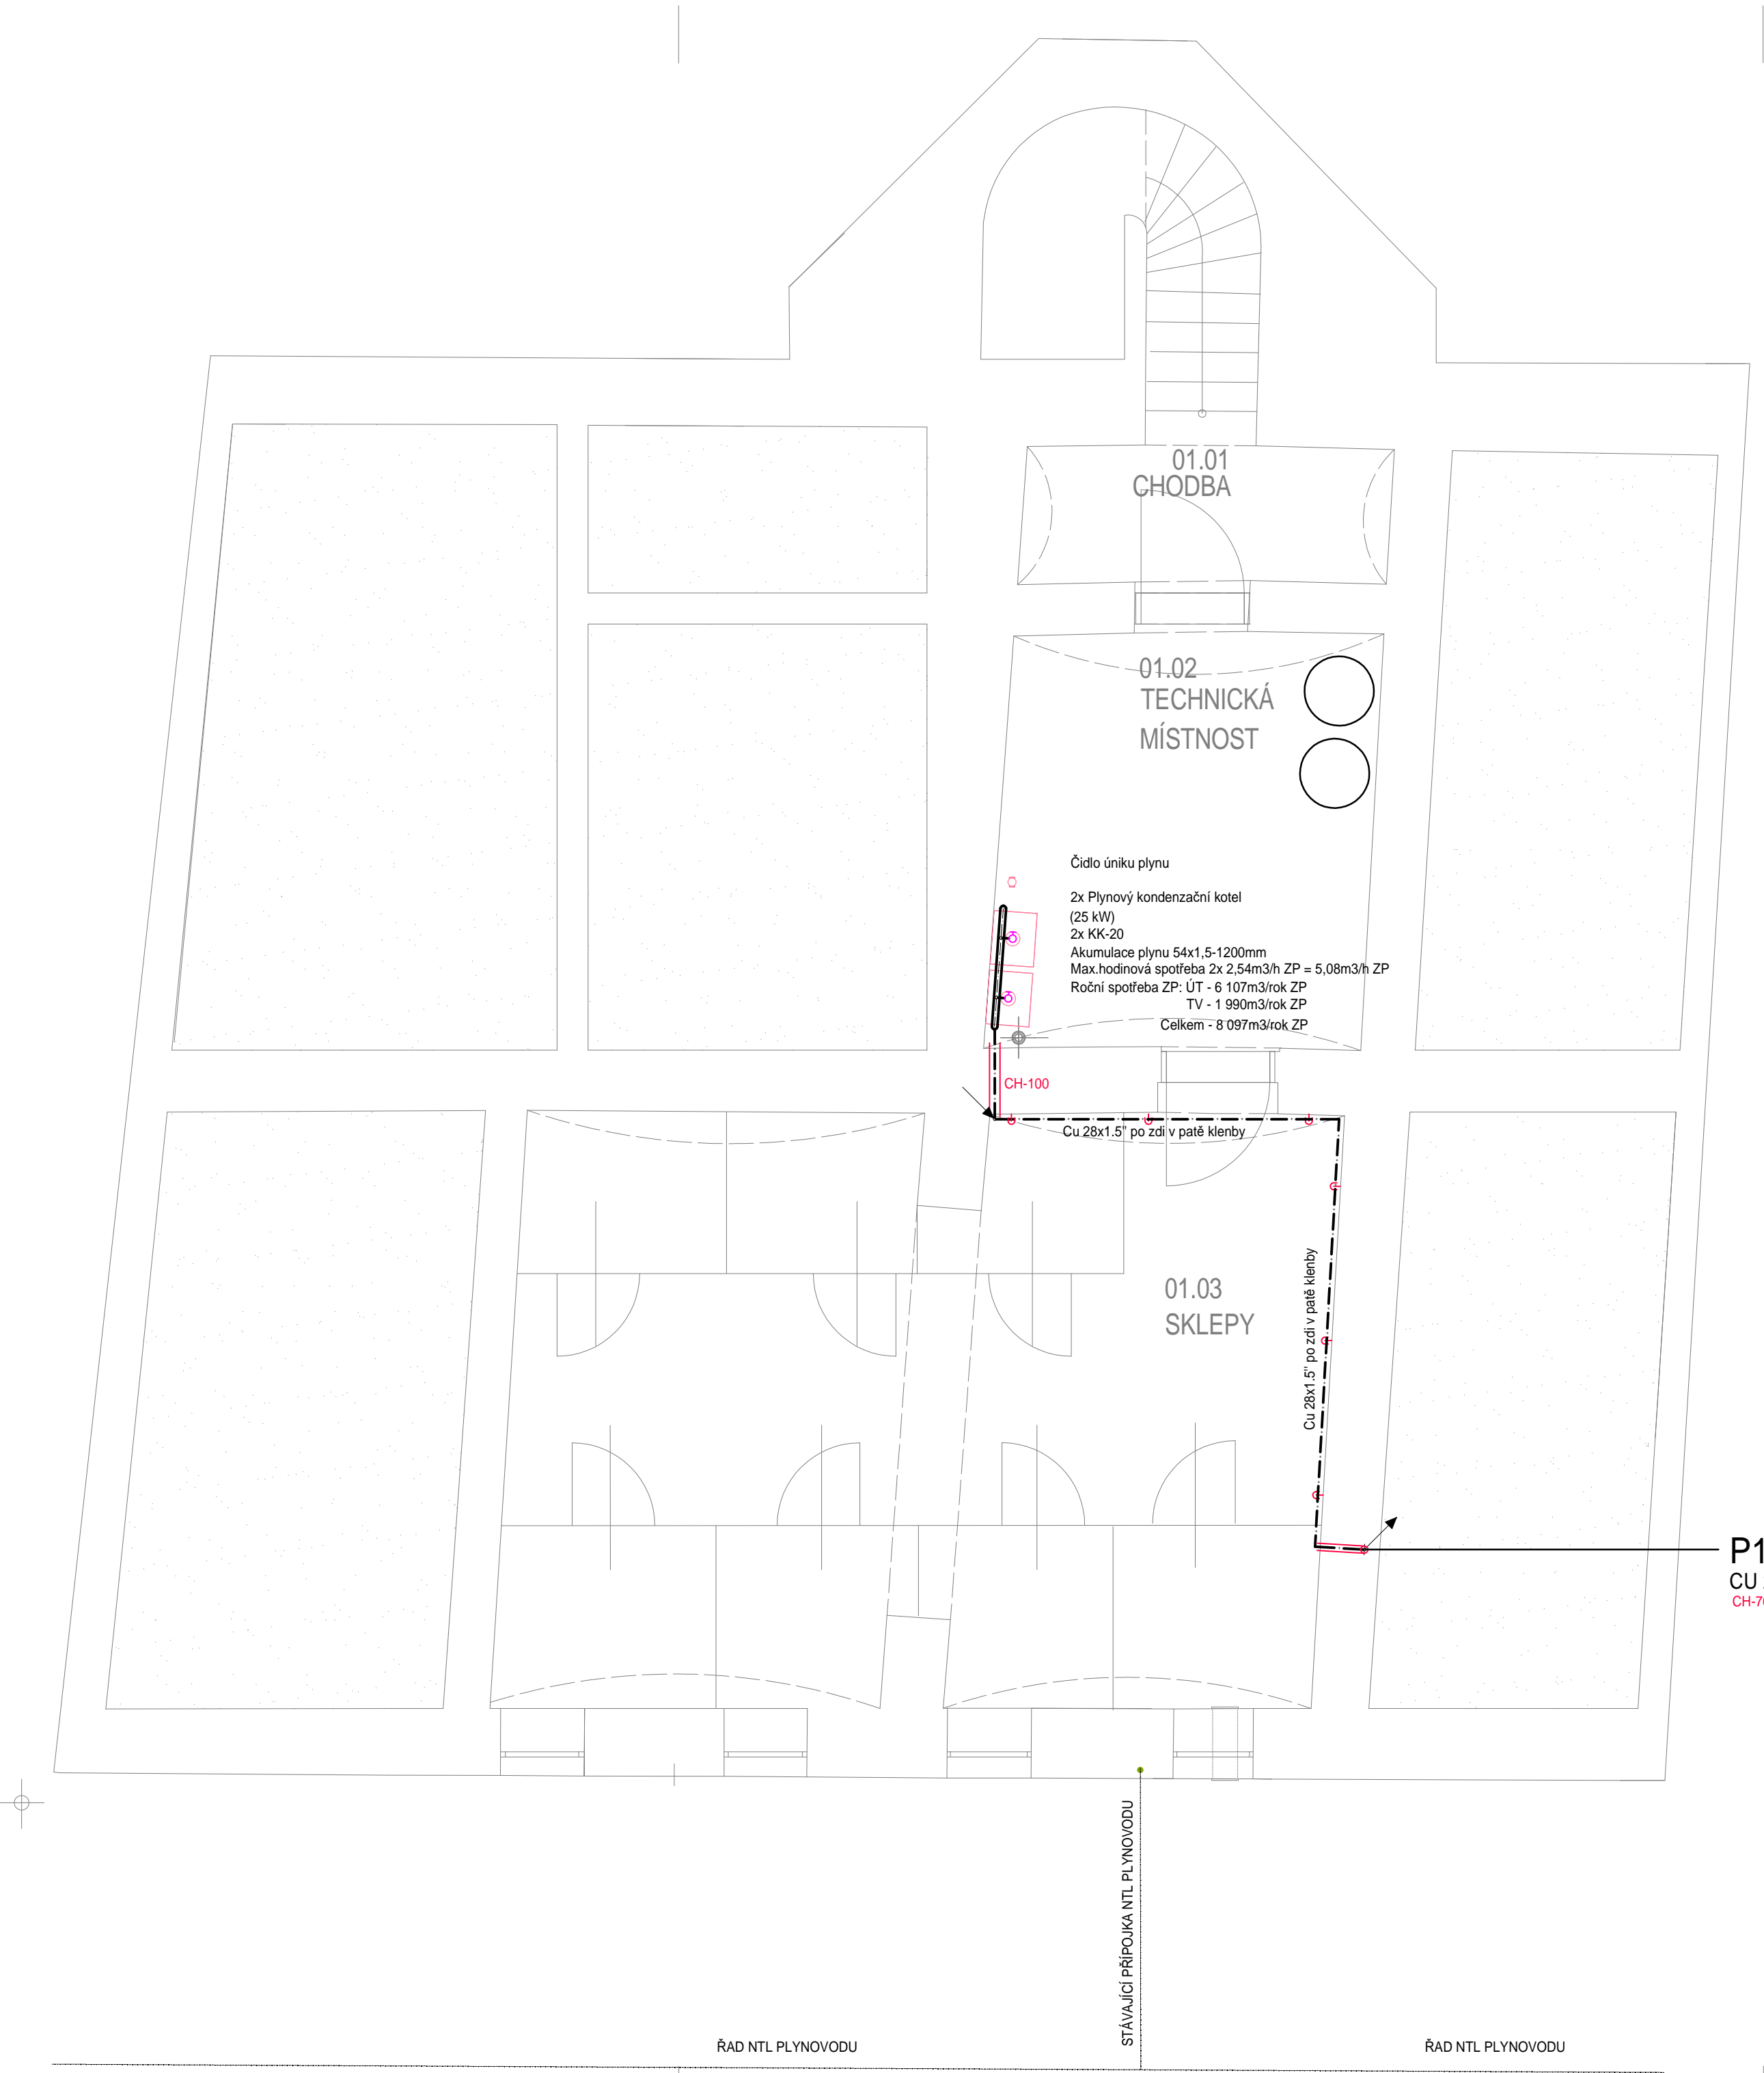 01.01
CHODBA
01.02
TECHNICKÁ
MÍSTNOST
Čidlo úniku plynu
2x Plynový kondenzační kotel
(25 kW)
2x KK-20
Akumulace plynu 54x1,5-1200mm
Max.hodinová spotřeba 2x 2,54m3/h ZP = 5,08m3/h ZP
Roční spotřeba ZP: ÚT - 6 107m3/rok ZP
TV - 1 990m3/rok ZP
Celkem - 8 097m3/rok ZP
CH-100
Cu 28x1.5" po zdi v patě klenby
Cu 28x1.5" po zdi v patě klenby
01.03
SKLEPY
P1
CU
CH-7
STÁVAJÍCÍ PŘÍPOJKA NTL PLYNOVODU
ŘAD NTL PLYNOVODU
ŘAD NTL PLYNOVODU